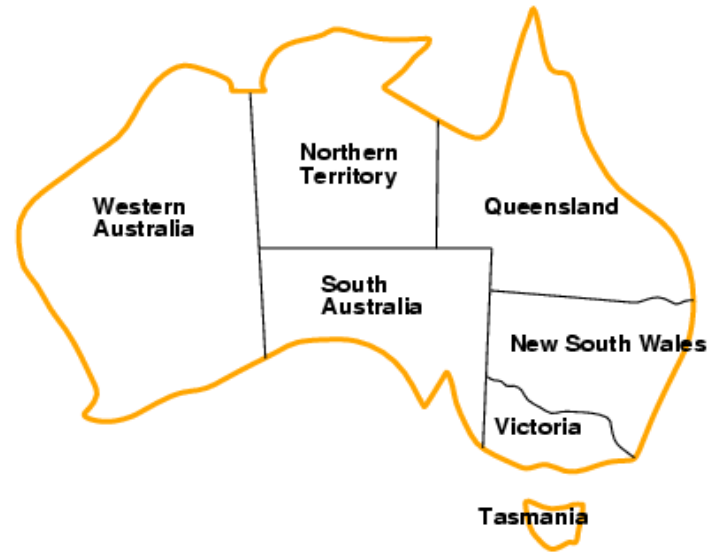 Northern
Territory
Western
Australia
Queensland
South
Australia
New South Wales
Victoria
Tasmania